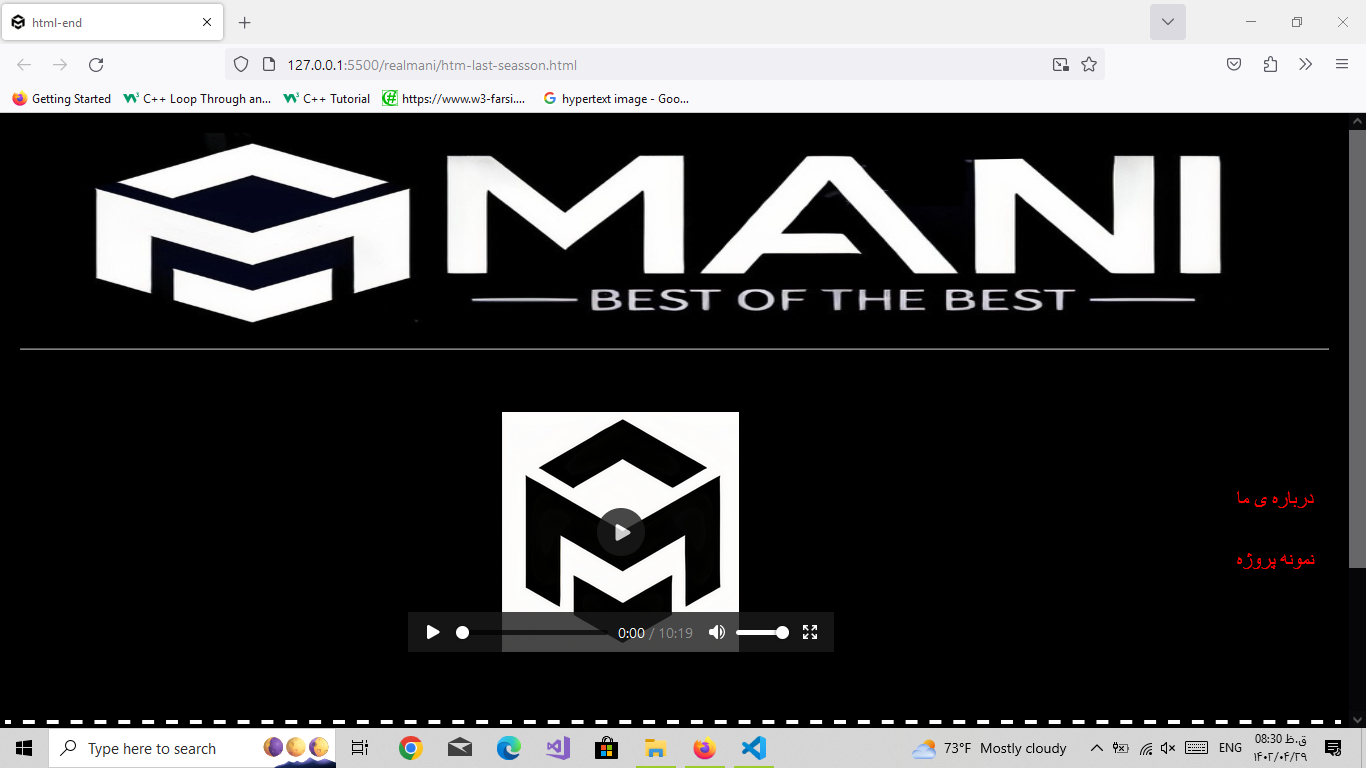 html-end
127.0.0.1:5500/realmani/htm-last-seasson.html
Getting Started
C++ Loop Through an...
C++ Tutorial
https://www.w3-farsi....
hypertext image - Goo...
MANI
BEST OF THE BEST
درباره ی ما
نمونه پروژه
0:00 / 10:19
Type here to search
73°F Mostly cloudy
ENG
08:30 ق.ظ
۱۴۰۲/۰۴/۲۹